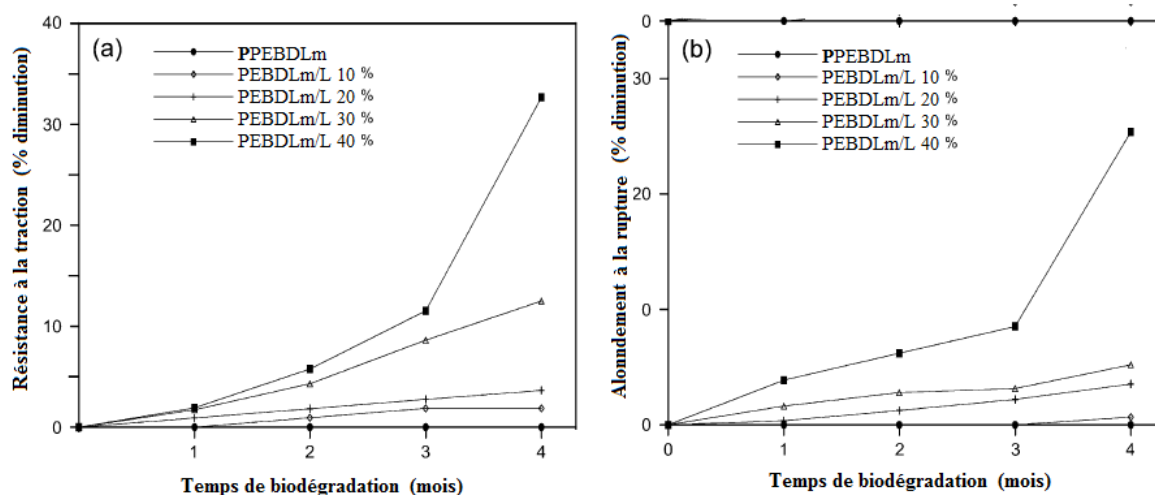 40
30
20
10
0
Résistance à la traction (% diminution)
(a)
PPEBDLm
PEBDLm/L 10 %
PEBDLm/L 20 %
PEBDLm/L 30 %
PEBDLm/L 40 %
1 2 3 4
Temps de biodégradation (mois)
0
30
20
0
0
Alonndement à la rupture (% diminution)
(b)
PPEBDLm
PEBDLm/L 10 %
PEBDLm/L 20 %
PEBDLm/L 30 %
PEBDLm/L 40 %
0 1 2 3 4
Temps de biodégradation (mois)